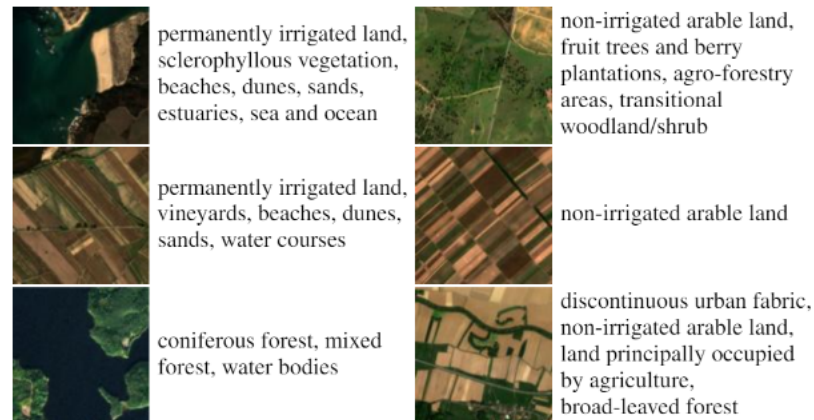 permanently irrigated land,
sclerophyllous vegetation,
beaches, dunes, sands,
estuaries, sea and ocean
non-irrigated arable land,
fruit trees and berry
plantations, agro-forestry
areas, transitional
woodland/shrub
permanently irrigated land,
vineyards, beaches, dunes,
sands, water courses
non-irrigated arable land
coniferous forest, mixed
forest, water bodies
discontinuous urban fabric,
non-irrigated arable land,
land principally occupied
by agriculture,
broad-leaved forest